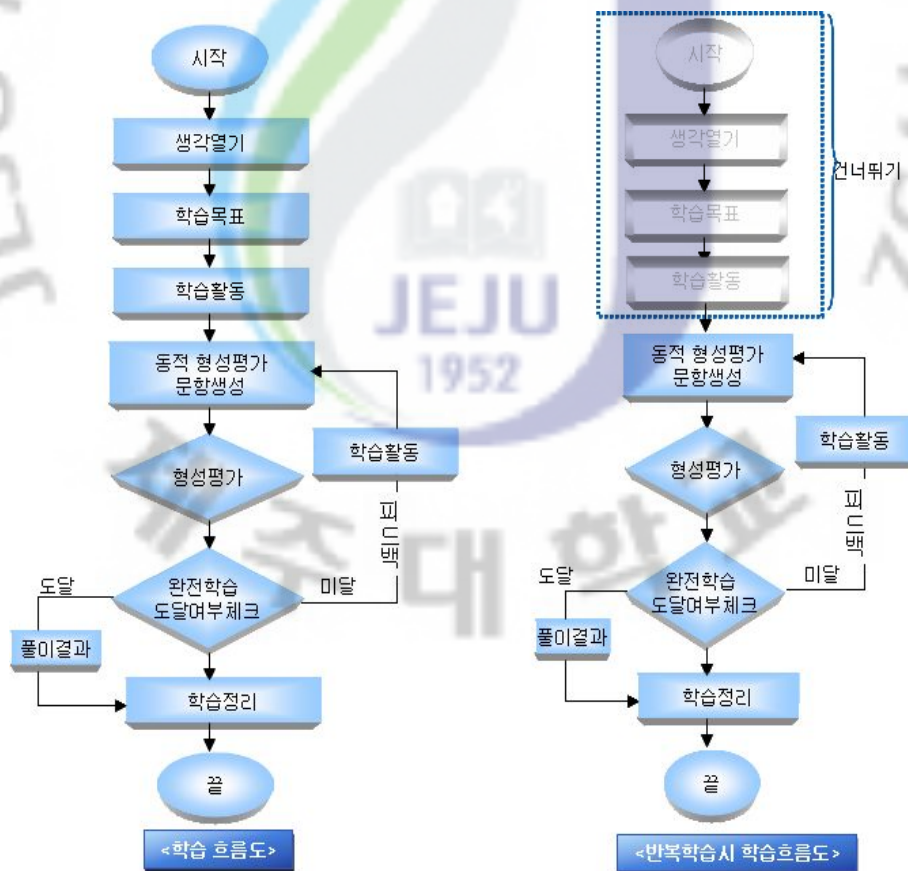 시작
생각열기
학습목표
학습활동
동적 형성평가
문항생성
학습활동
형성평가
피드백
완전학습
도달여부체크
도달
미달
풀이결과
학습정리
끝
<학습 흐름도>
시작
생각열기
학습목표
학습활동
건너뛰기
동적 형성평가
문항생성
학습활동
형성평가
피드백
완전학습
도달여부체크
도달
미달
풀이결과
학습정리
끝
<반복학습시 학습흐름도>
JEJU
1952
제주대학교